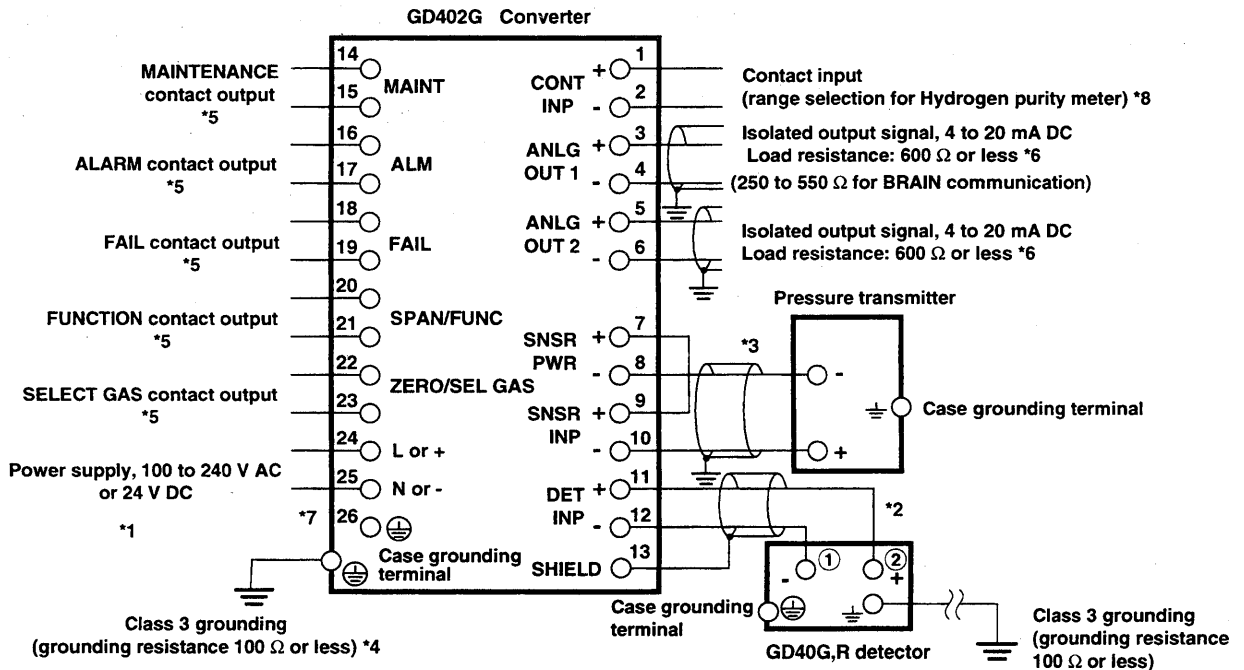 GD402G Converter
14
MAINTENANCE
contact output
*5
MAINT
15
16
ALARM contact output
*5
17
ALM
18
FAIL contact output
*5
19
FAIL
20
FUNCTION contact output
*5
21
SPAN/FUNC
22
SELECT GAS contact output
*5
23
ZERO/SEL GAS
24
L or +
Power supply, 100 to 240 V AC
or 24 V DC
25
N or -
*1
*7
26
Case grounding
terminal
Class 3 grounding
(grounding resistance 100 Ω or less) *4
1
CONT +
INP -
2
Contact input
(range selection for Hydrogen purity meter) *8
3
ANLG +
OUT 1
4
-
Isolated output signal, 4 to 20 mA DC
Load resistance: 600 Ω or less *6
(250 to 550 Ω for BRAIN communication)
5
ANLG +
OUT 2
6
-
Isolated output signal, 4 to 20 mA DC
Load resistance: 600 Ω or less *6
7
SNSR +
PWR
8
-
9
SNSR +
INP
10
-
*3
Pressure transmitter
-
+
Case grounding terminal
11
DET +
INP
12
-
13
SHIELD
*2
① ②
- +
Case grounding
terminal
GD40G,R detector
Class 3 grounding
(grounding resistance
100 Ω or less)